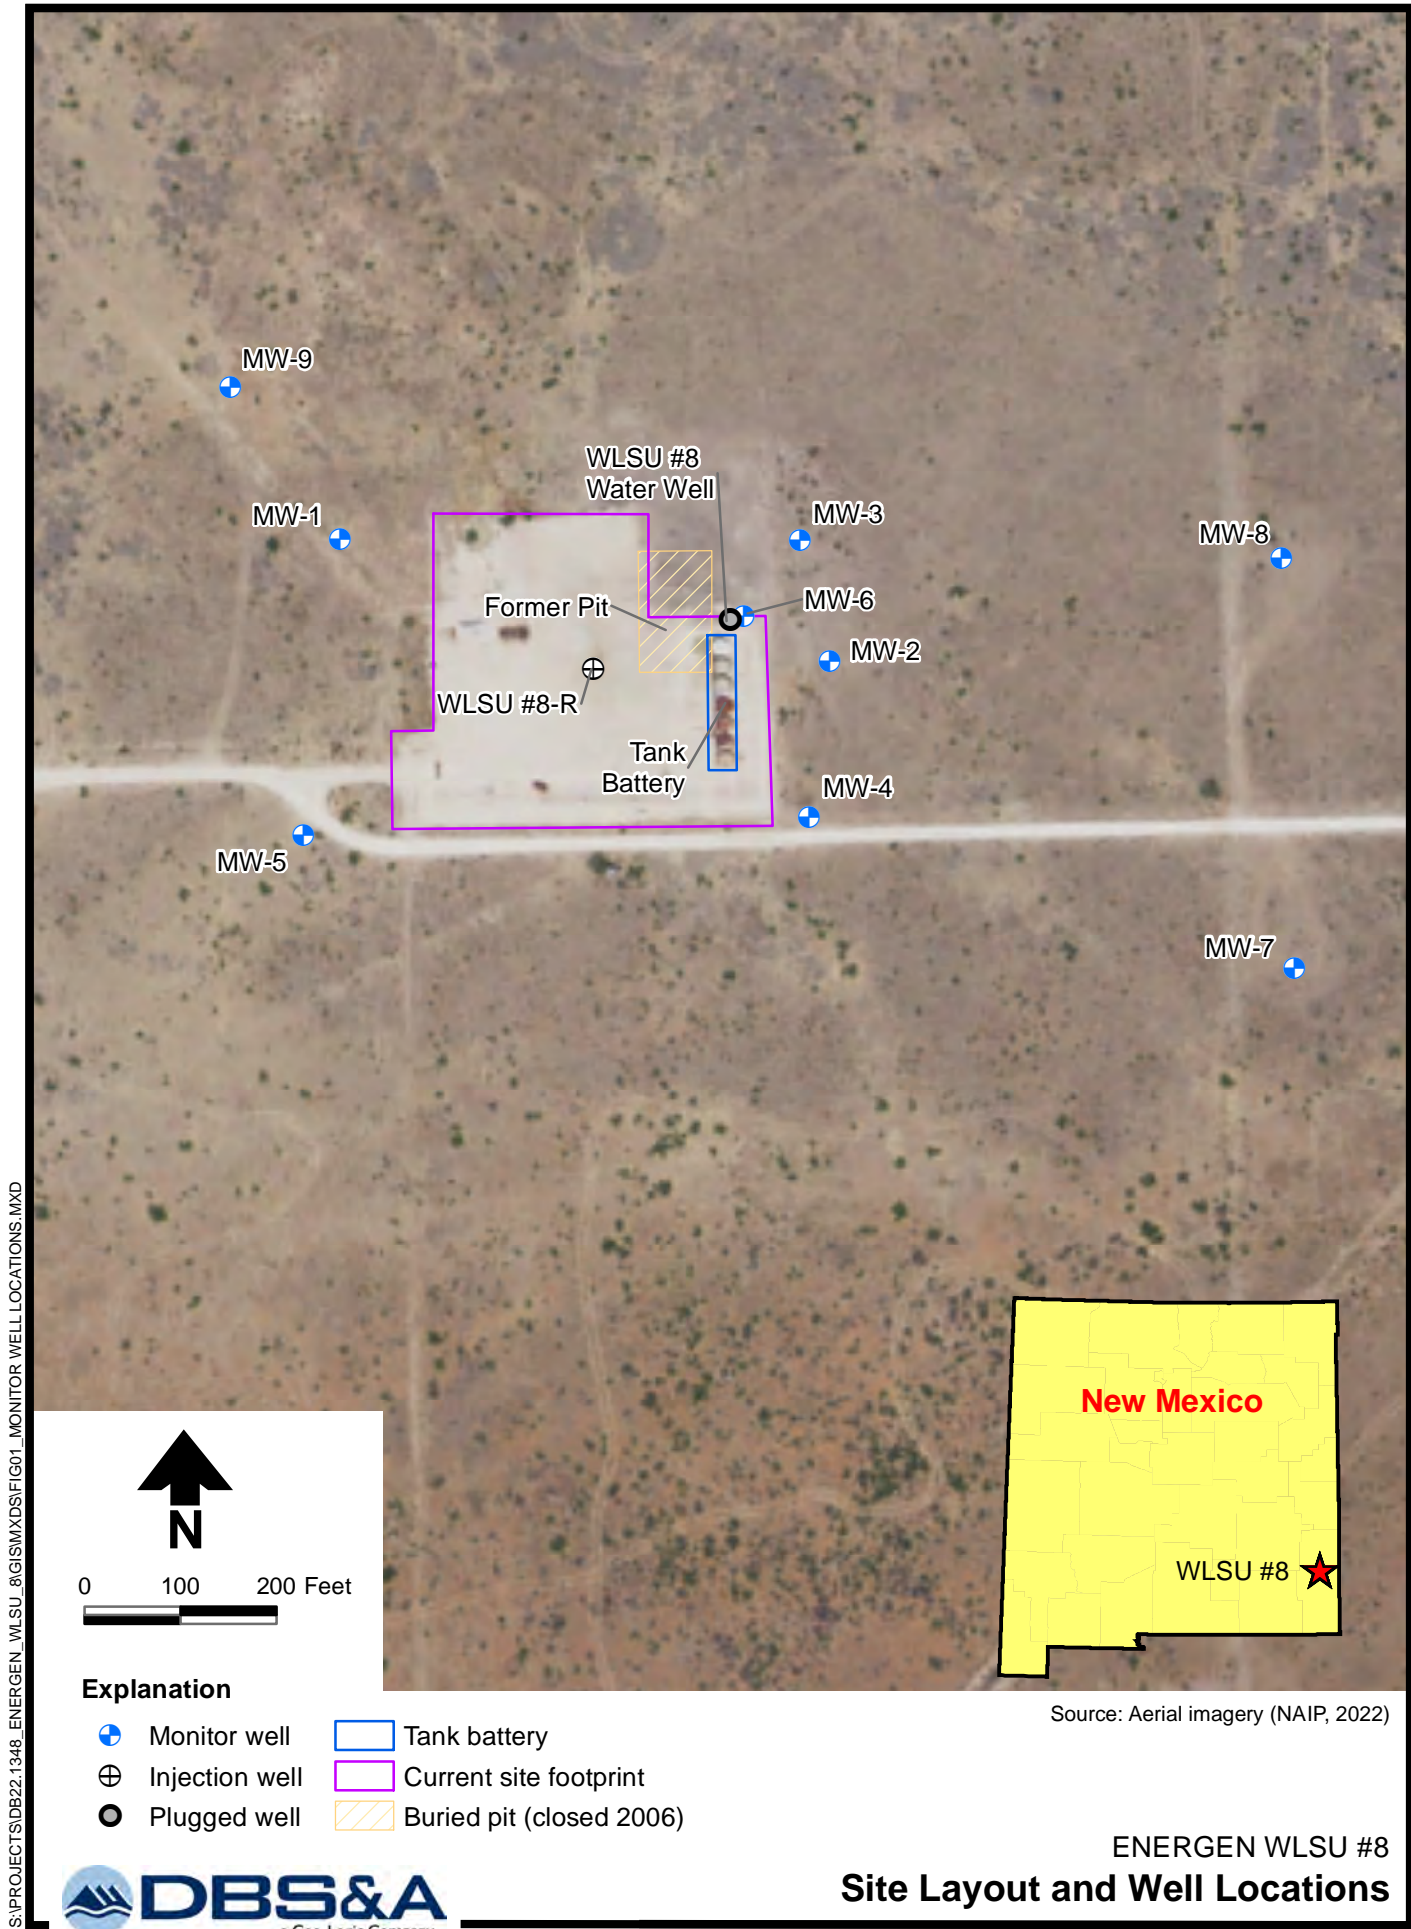 MW-9
WLSU #8
Water Well
MW-1
MW-3
MW-8
MW-6
Former Pit
MW-2
WLSU #8-R
Tank
Battery
MW-4
MW-5
MW-7
New Mexico
WLSU #8
N
0 100 200 Feet
Explanation
Monitor well
Injection well
Plugged well
Tank battery
Current site footprint
Buried pit (closed 2006)
Source: Aerial imagery (NAIP, 2022)
ENERGEN WLSU #8
Site Layout and Well Locations
DBS&A
a Geo-Logic Company
S:\PROJECTS\DB22.1348_ENERGEN_WLSU_8\GIS\MXDS\FIG01_MONITOR WELL LOCATIONS.MXD